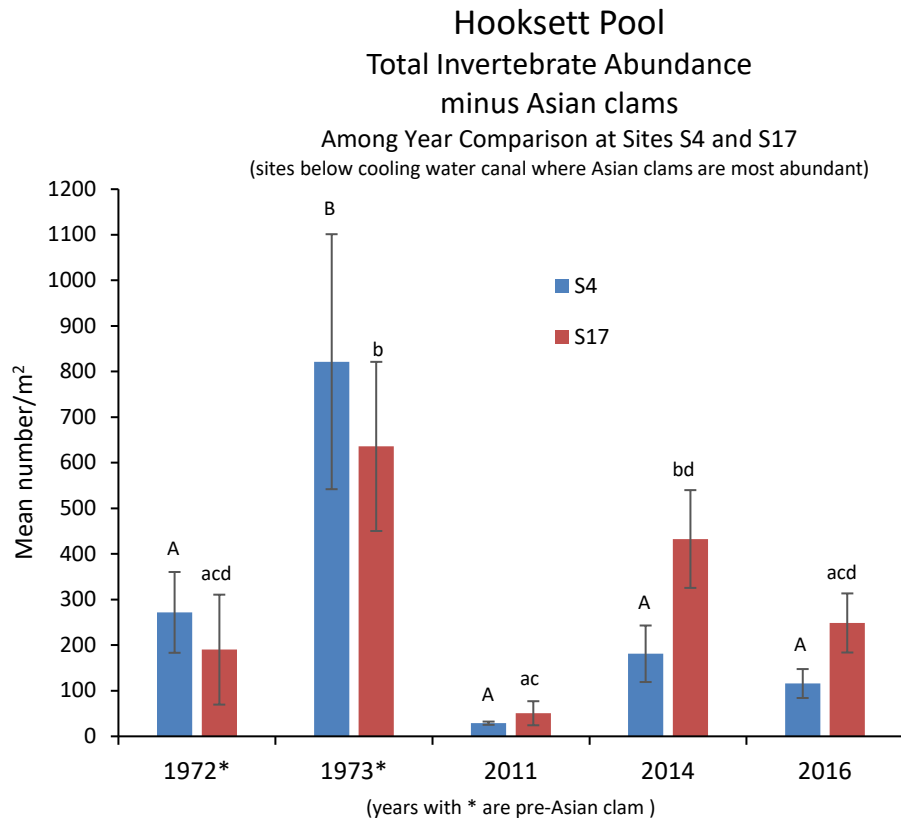 Hooksett Pool
Total Invertebrate Abundance
minus Asian clams
Among Year Comparison at Sites S4 and S17
(sites below cooling water canal where Asian clams are most abundant)
Mean number/m²
1200
1100
1000
900
800
700
600
500
400
300
200
100
0
S4
S17
A
acd
B
b
A
ac
A
bd
A
acd
1972*
1973*
2011
2014
2016
(years with * are pre-Asian clam )